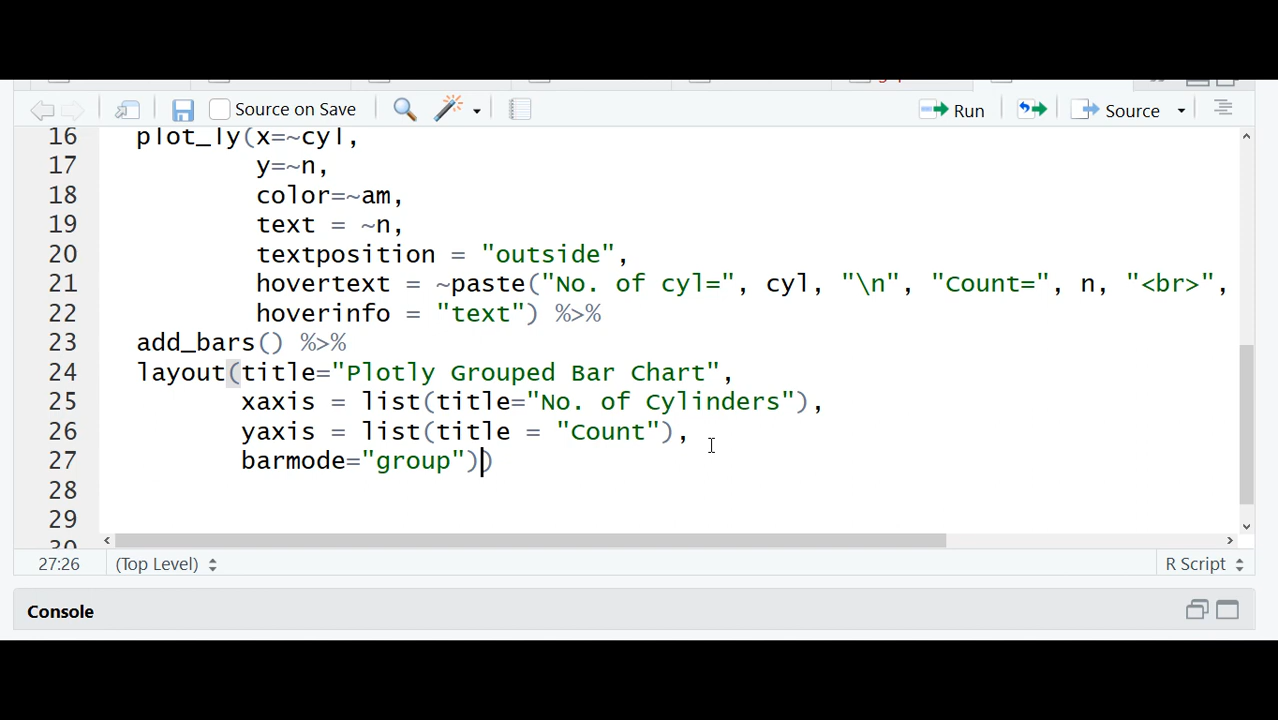 Source on Save Run Source
16 plot_ly(x=~cyl,
17 y=~n,
18 color=~am,
19 text = ~n,
20 textposition = "outside",
21 hovertext = ~paste("No. of cyl=", cyl, "\n", "Count=", n, "<br>",
22 hoverinfo = "text") %>%
23 add_bars() %>%
24 layout(title="Plotly Grouped Bar Chart",
25 xaxis = list(title="No. of Cylinders"),
26 yaxis = list(title = "Count"),
27 barmode="group"))
28
29
30
27:26 (Top Level) R Script
Console